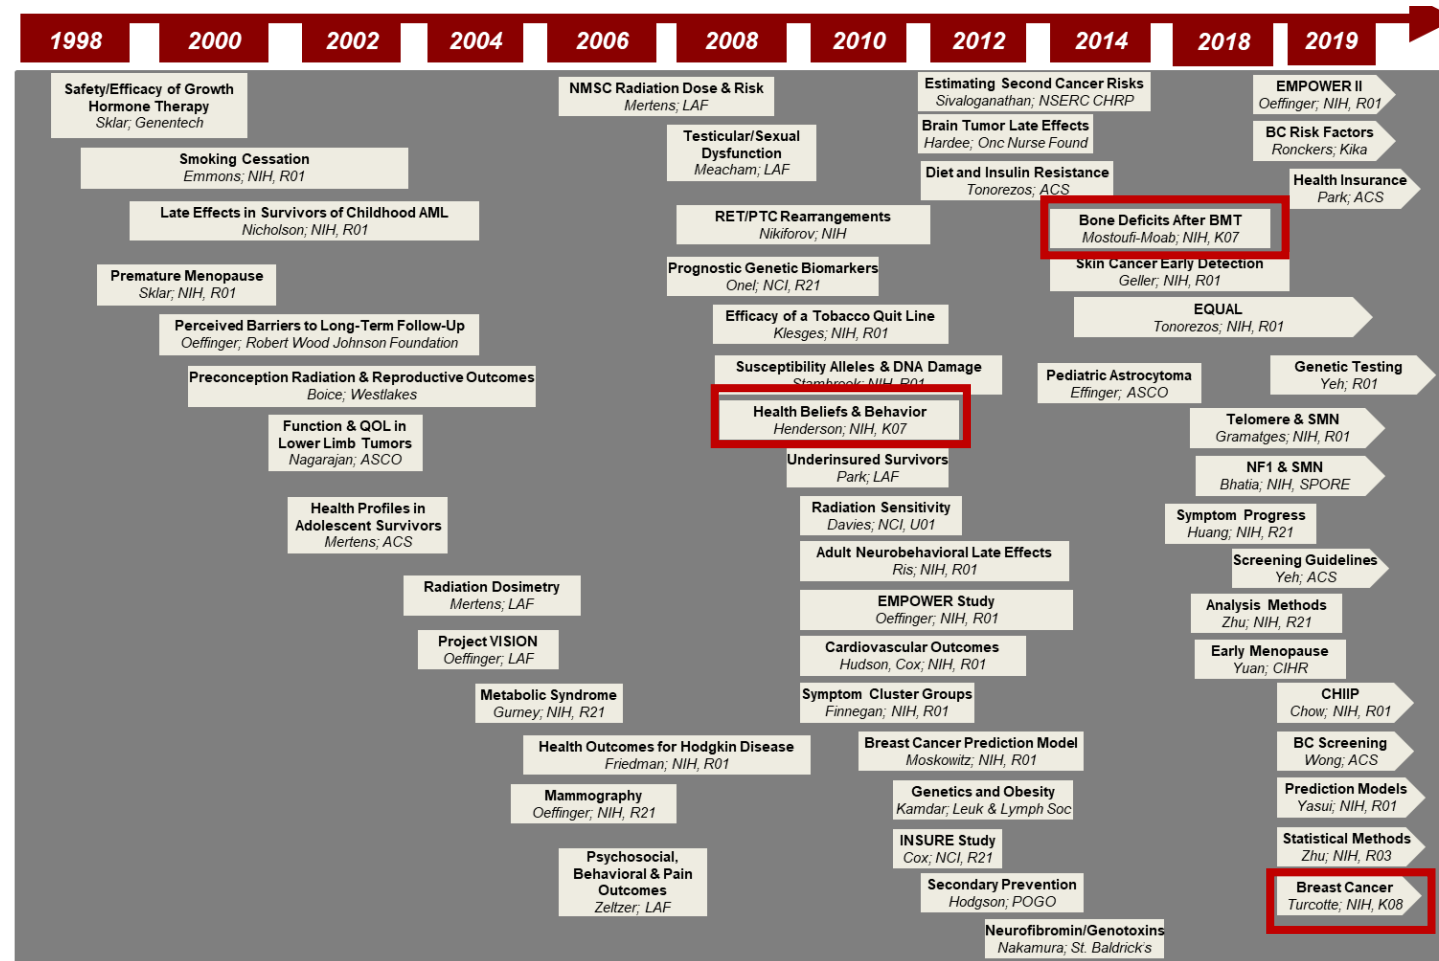 1998 2000 2002 2004 2006 2008 2010 2012 2014 2018 2019
Safety/Efficacy of Growth
Hormone Therapy
Sklar; Genentech
Smoking Cessation
Emmons; NIH, R01
Late Effects in Survivors of Childhood AML
Nicholson; NIH, R01
Premature Menopause
Sklar; NIH, R01
Perceived Barriers to Long-Term Follow-Up
Oeffinger; Robert Wood Johnson Foundation
Preconception Radiation & Reproductive Outcomes
Boice; Westlakes
Function & QOL in
Lower Limb Tumors
Nagarajan; ASCO
Health Profiles in
Adolescent Survivors
Mertens; ACS
Radiation Dosimetry
Mertens; LAF
Project VISION
Oeffinger; LAF
Metabolic Syndrome
Gurney; NIH, R21
Health Outcomes for Hodgkin Disease
Friedman; NIH, R01
Mammography
Oeffinger; NIH, R21
Psychosocial,
Behavioral & Pain
Outcomes
Zeltzer; LAF
NMSC Radiation Dose & Risk
Mertens; LAF
Testicular/Sexual
Dysfunction
Meacham; LAF
RET/PTC Rearrangements
Nikiforov; NIH
Prognostic Genetic Biomarkers
Onel; NCI, R21
Efficacy of a Tobacco Quit Line
Klesges; NIH, R01
Susceptibility Alleles & DNA Damage
Stambrook; NIH, R01
Health Beliefs & Behavior
Henderson; NIH, K07
Underinsured Survivors
Park; LAF
Radiation Sensitivity
Davies; NCI, U01
Adult Neurobehavioral Late Effects
Ris; NIH, R01
EMPOWER Study
Oeffinger; NIH, R01
Cardiovascular Outcomes
Hudson, Cox; NIH, R01
Symptom Cluster Groups
Finnegan; NIH, R01
Breast Cancer Prediction Model
Moskowitz; NIH, R01
Genetics and Obesity
Kamdar; Leuk & Lymph Soc
INSURE Study
Cox; NCI, R21
Secondary Prevention
Hodgson; POGO
Neurofibromin/Genotoxins
Nakamura; St. Baldrick's
Estimating Second Cancer Risks
Sivaloganathan; NSERC CHRP
Brain Tumor Late Effects
Hardee; Onc Nurse Found
Diet and Insulin Resistance
Tonorezos; ACS
Bone Deficits After BMT
Mostoufi-Moab; NIH, K07
Skin Cancer Early Detection
Geller; NIH, R01
EQUAL
Tonorezos; NIH, R01
Pediatric Astrocytoma
Effinger; ASCO
EMPOWER II
Oeffinger; NIH, R01
BC Risk Factors
Ronckers; Kika
Health Insurance
Park; ACS
Genetic Testing
Yeh; R01
Telomere & SMN
Gramatges; NIH, R01
NF1 & SMN
Bhatia; NIH, SPORE
Symptom Progress
Huang; NIH, R21
Screening Guidelines
Yeh; ACS
Analysis Methods
Zhu; NIH, R21
Early Menopause
Yuan; CIHR
CHIIP
Chow; NIH, R01
BC Screening
Wong; ACS
Prediction Models
Yasui; NIH, R01
Statistical Methods
Zhu; NIH, R03
Breast Cancer
Turcotte; NIH, K08